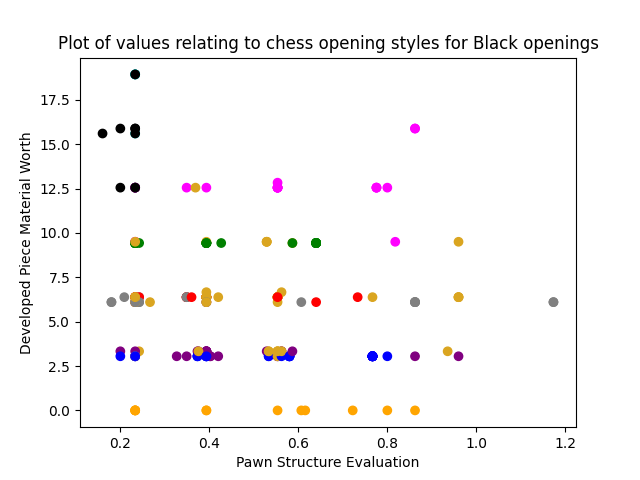 Plot of values relating to chess opening styles for Black openings
17.5
15.0
12.5
10.0
7.5
5.0
2.5
0.0
Developed Piece Material Worth
0.2 0.4 0.6 0.8 1.0 1.2
Pawn Structure Evaluation